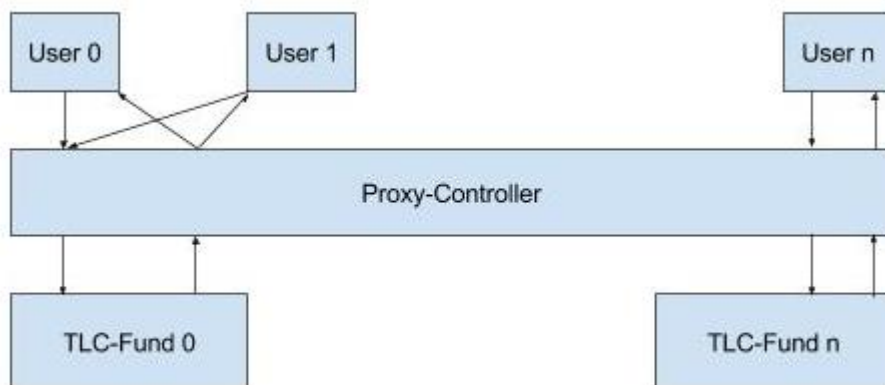 User 0
User 1
User n
Proxy-Controller
TLC-Fund 0
TLC-Fund n